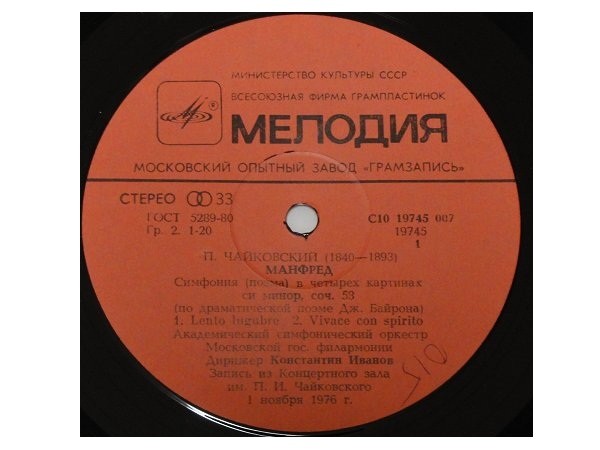 МИНИСТЕРСТВО КУЛЬТУРЫ СССР
ВСЕСОЮЗНАЯ ФИРМА ГРАМПЛАСТИНОК
МЕЛОДИЯ
МОСКОВСКИЙ ОПЫТНЫЙ ЗАВОД «ГРАМЗАПИСЬ»
СТЕРЕО 33
ГОСТ 5289-80
Гр. 2. 1-20
С10 19745 007
19745
1
П. ЧАЙКОВСКИЙ (1840—1893)
МАНФРЕД
Симфония (поэма) в четырех картинах
си минор, соч. 53
(по драматической поэме Дж. Байрона)
1. Lento lugubre 2. Vivace con spirito
Академический симфонический оркестр
Московской гос. филармонии
Дирижер Константин Иванов
Запись из Концертного зала
им. П. И. Чайковского
1 ноября 1976 г.
510